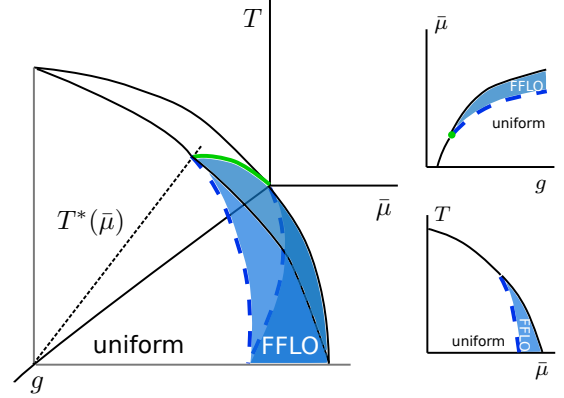 T
μ̄
T*(μ̄)
uniform
FFLO
g
μ̄
FFLO
uniform
g
T
FFLO
uniform
μ̄